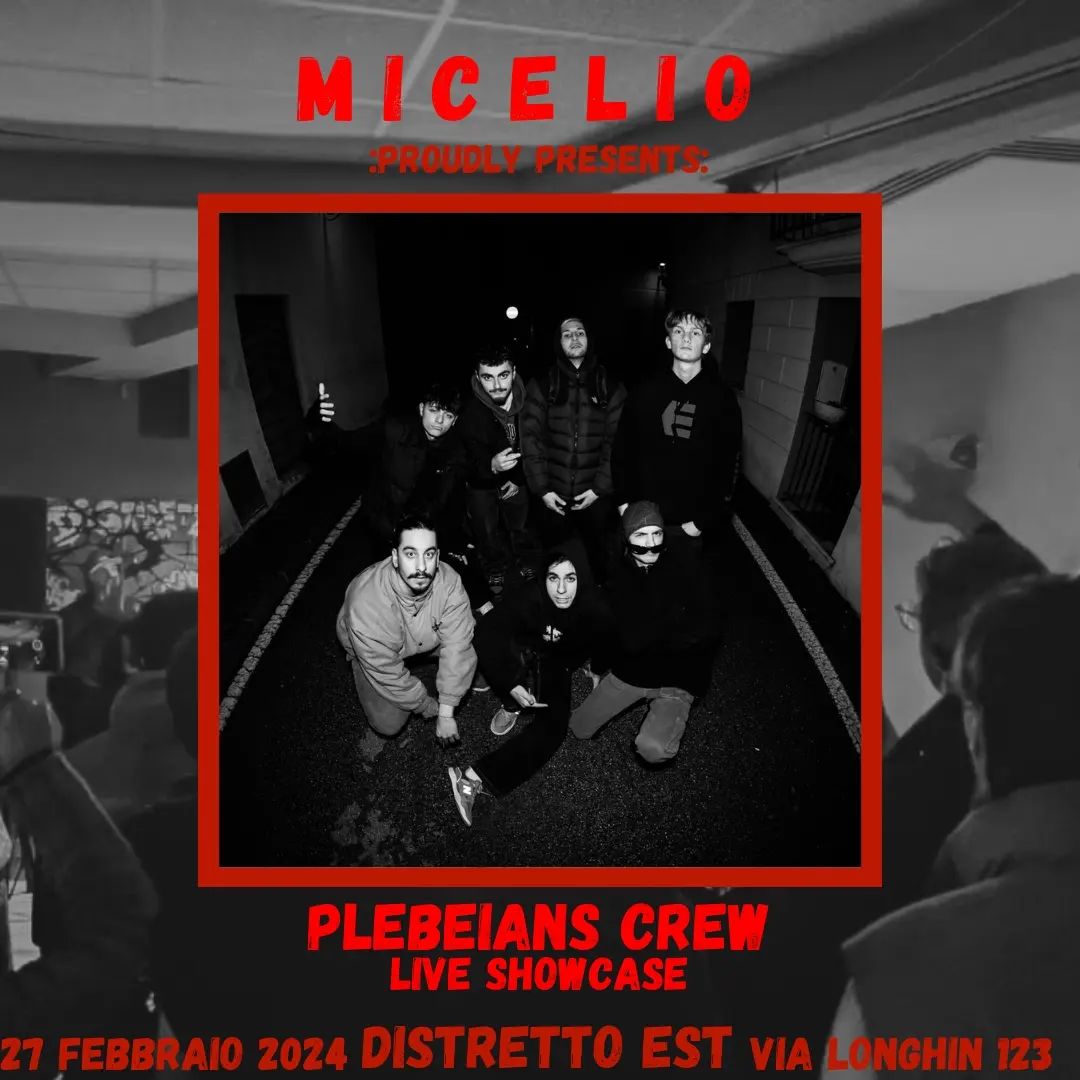 MICELIO
:PROUDLY PRESENTS:
E
N
PLEBEIANS CREW
LIVE SHOWCASE
27 FEBBRAIO 2024 DISTRETTO EST VIA LONGHIN 123